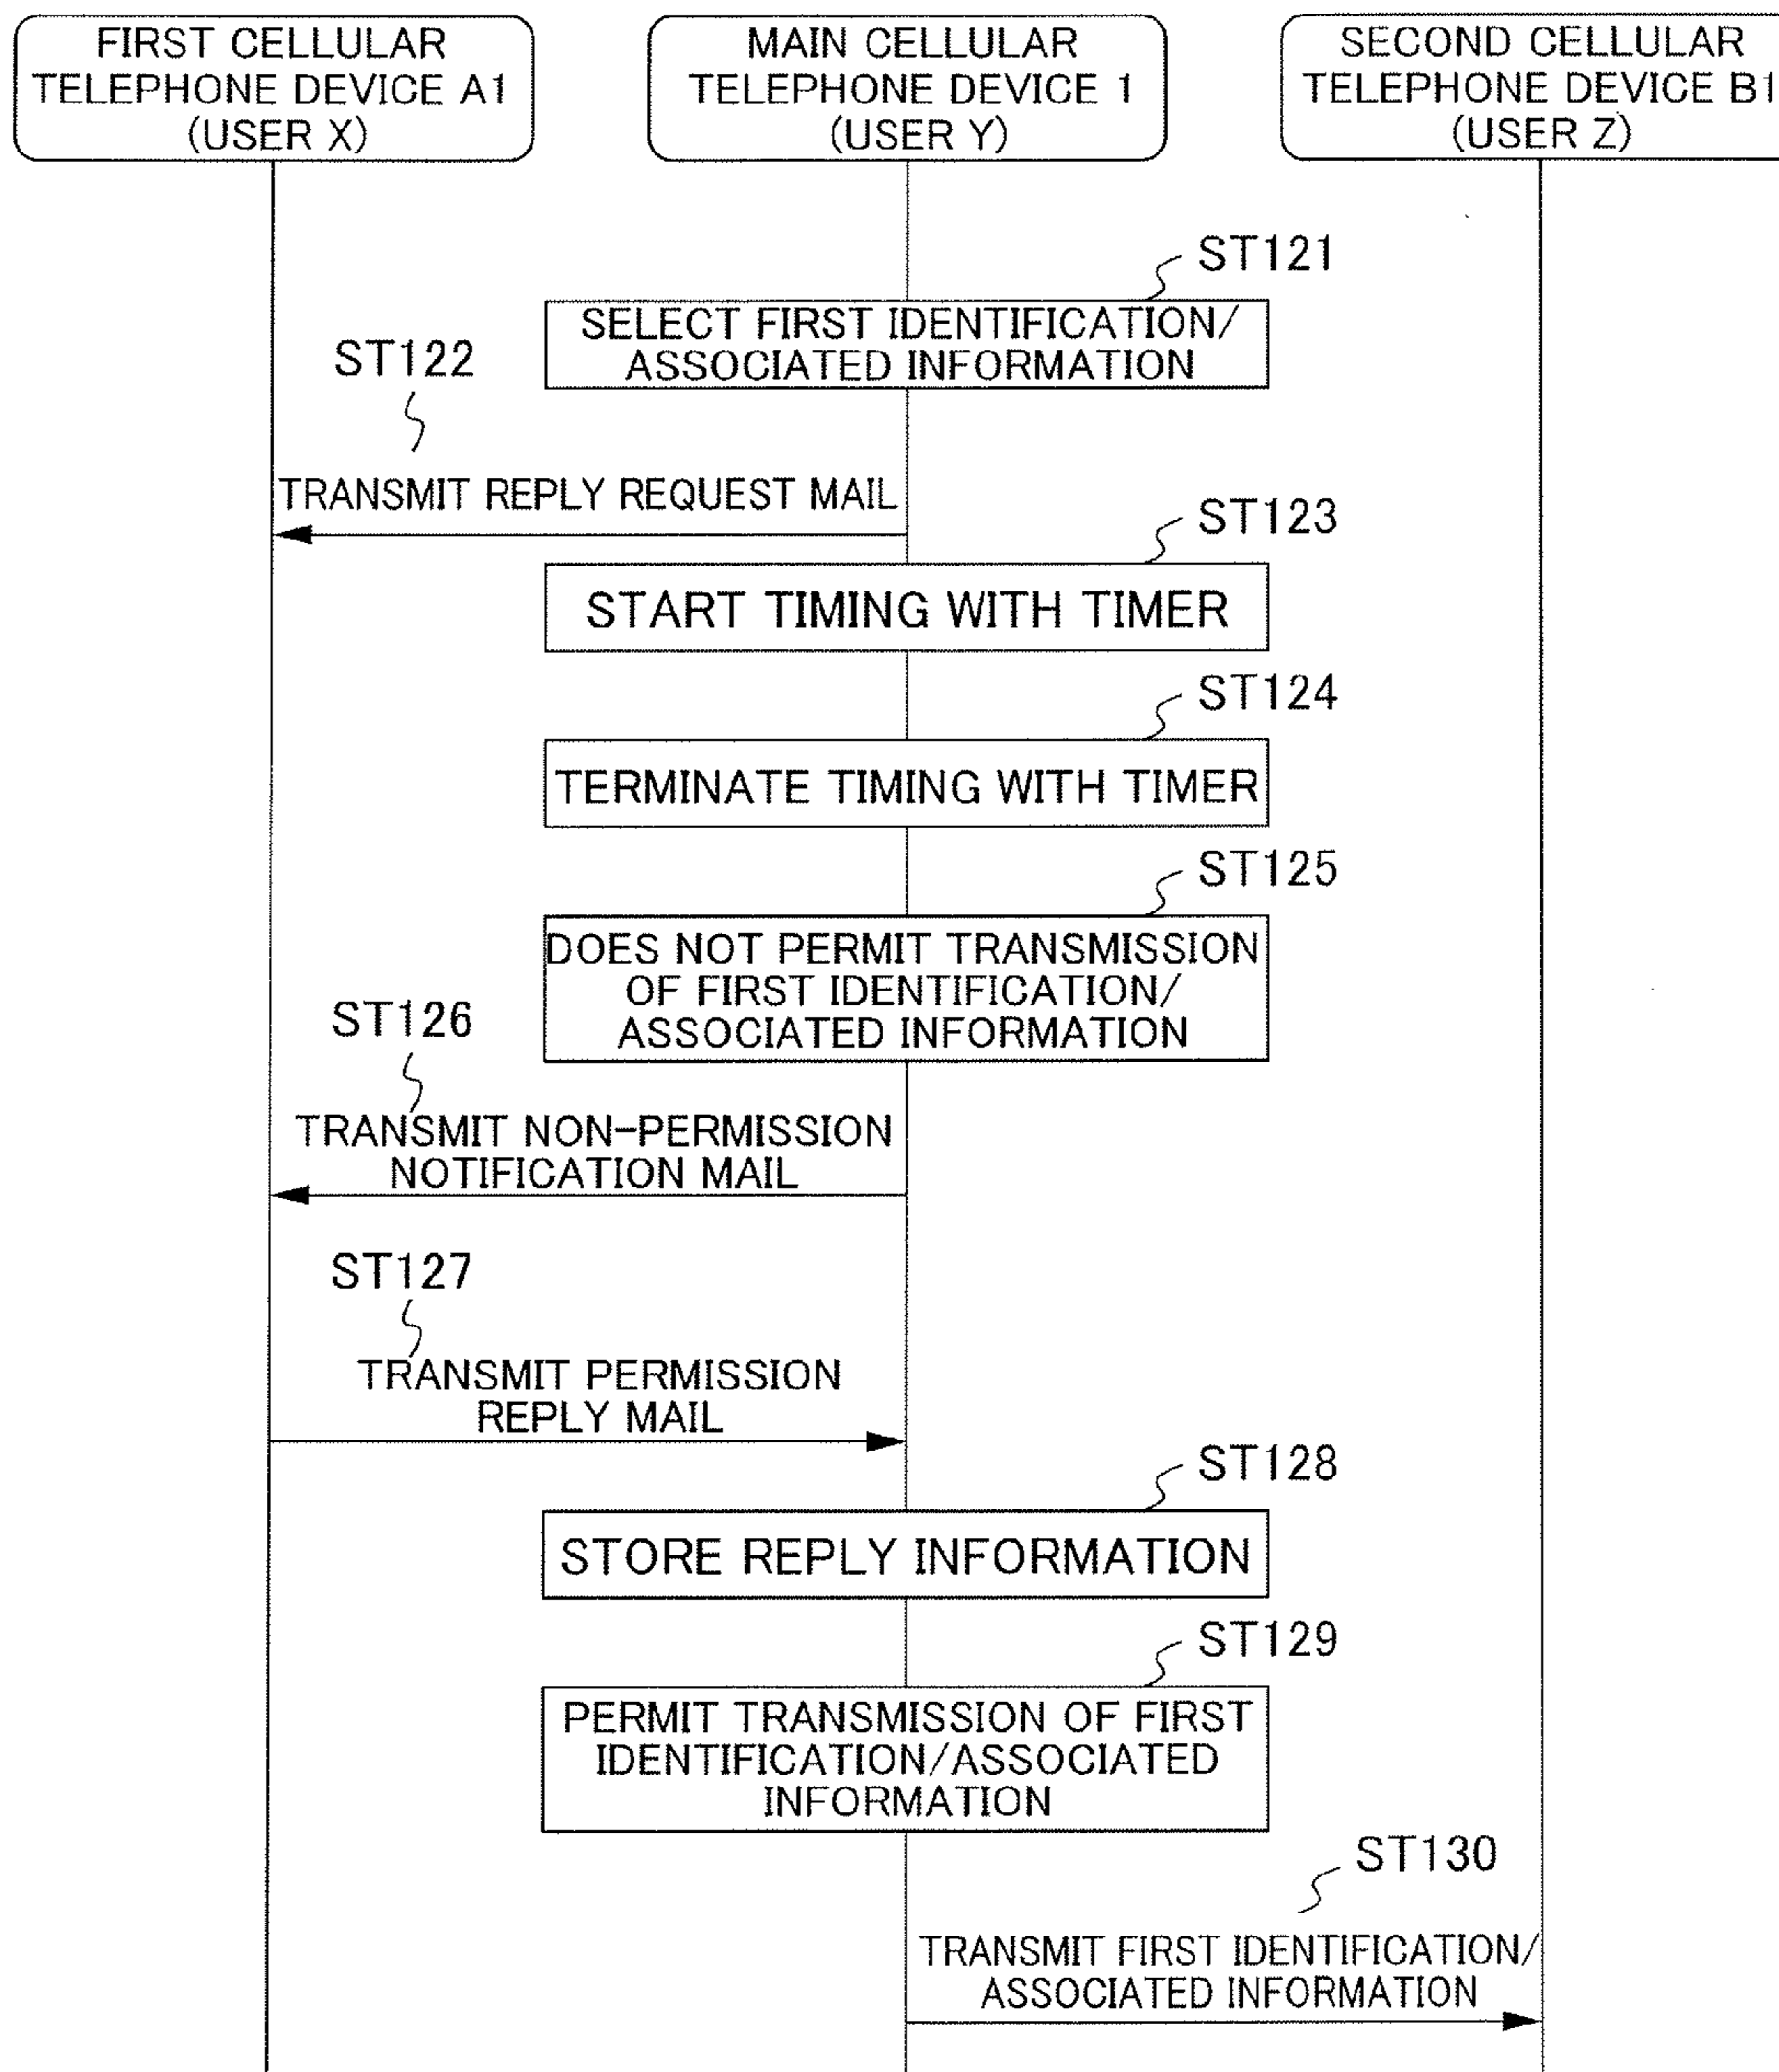 FIRST CELLULAR
TELEPHONE DEVICE A1
(USER X)
MAIN CELLULAR
TELEPHONE DEVICE 1
(USER Y)
SECOND CELLULAR
TELEPHONE DEVICE B1
(USER Z)
ST121
SELECT FIRST IDENTIFICATION/
ASSOCIATED INFORMATION
ST122
TRANSMIT REPLY REQUEST MAIL
ST123
START TIMING WITH TIMER
ST124
TERMINATE TIMING WITH TIMER
ST125
DOES NOT PERMIT TRANSMISSION
OF FIRST IDENTIFICATION/
ASSOCIATED INFORMATION
ST126
TRANSMIT NON-PERMISSION
NOTIFICATION MAIL
ST127
TRANSMIT PERMISSION
REPLY MAIL
ST128
STORE REPLY INFORMATION
ST129
PERMIT TRANSMISSION OF FIRST
IDENTIFICATION/ASSOCIATED
INFORMATION
ST130
TRANSMIT FIRST IDENTIFICATION/
ASSOCIATED INFORMATION